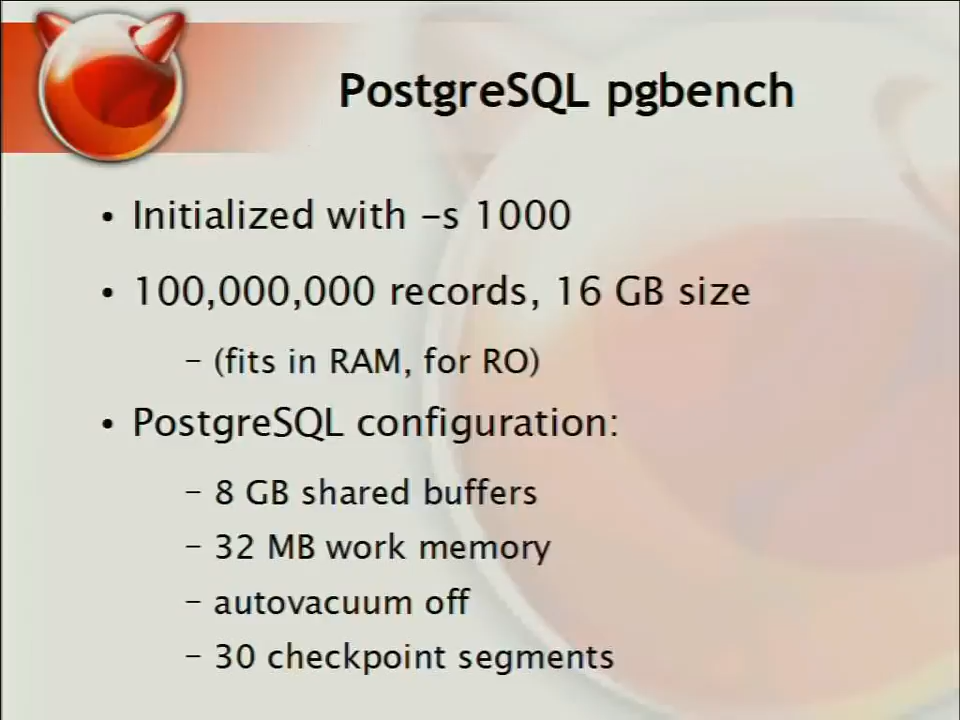 PostgreSQL pgbench
• Initialized with –s 1000
• 100,000,000 records, 16 GB size
– (fits in RAM, for RO)
• PostgreSQL configuration:
– 8 GB shared buffers
– 32 MB work memory
– autovacuum off
– 30 checkpoint segments